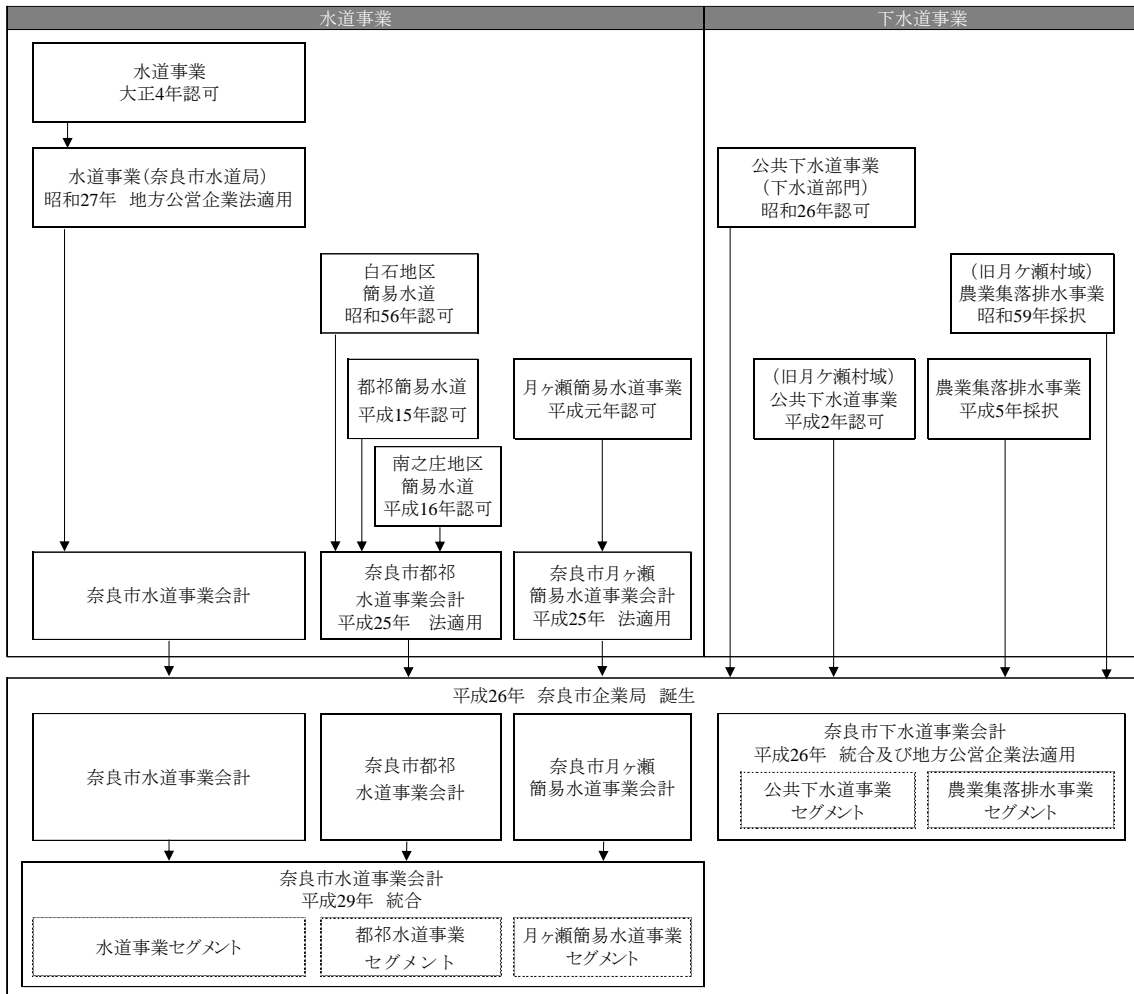 水道事業
下水道事業
水道事業
大正4年認可
水道事業(奈良市水道局)
昭和27年 地方公営企業法適用
公共下水道事業
(下水道部門)
昭和26年認可
白石地区
簡易水道
昭和56年認可
(旧月ケ瀬村域)
農業集落排水事業
昭和59年採択
都祁簡易水道
平成15年認可
月ヶ瀬簡易水道事業
平成元年認可
(旧月ケ瀬村域)
公共下水道事業
平成2年認可
農業集落排水事業
平成5年採択
南之庄地区
簡易水道
平成16年認可
奈良市水道事業会計
奈良市都祁
水道事業会計
平成25年 法適用
奈良市月ヶ瀬
簡易水道事業会計
平成25年 法適用
平成26年 奈良市企業局 誕生
奈良市水道事業会計
奈良市都祁
水道事業会計
奈良市月ヶ瀬
簡易水道事業会計
奈良市下水道事業会計
平成26年 統合及び地方公営企業法適用
公共下水道事業
セグメント
農業集落排水事業
セグメント
奈良市水道事業会計
平成29年 統合
水道事業セグメント
都祁水道事業
セグメント
月ヶ瀬簡易水道事業
セグメント